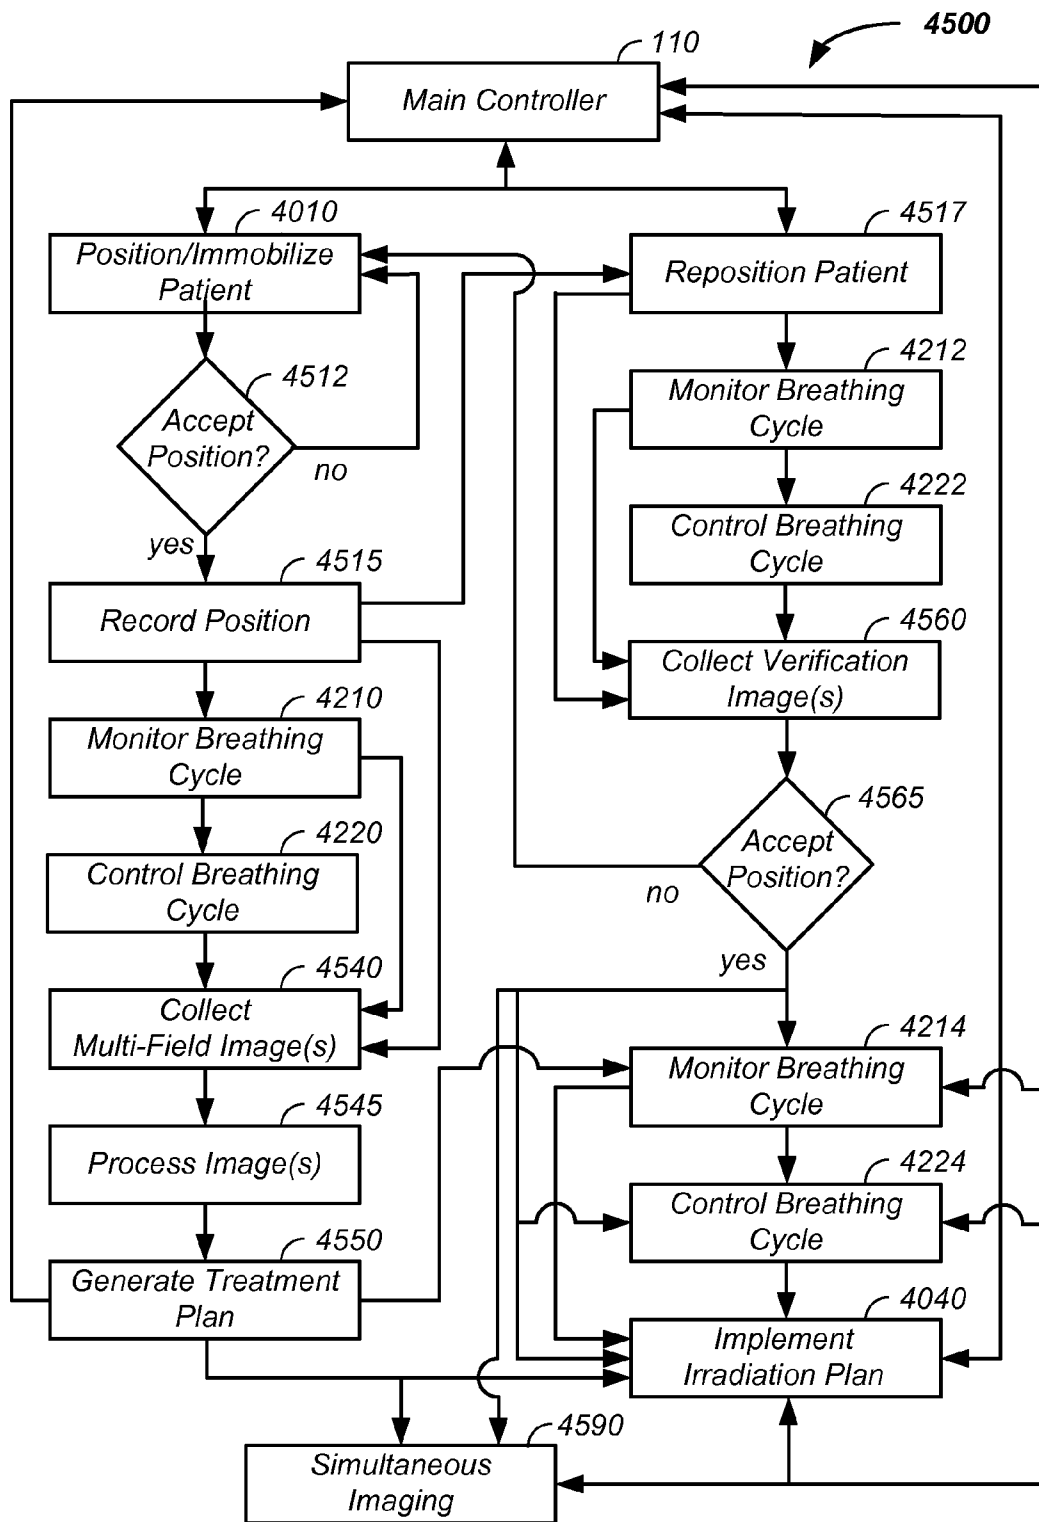 4500
110
Main Controller
4010
Position/Immobilize
Patient
4517
Reposition Patient
4512
Accept
Position?
no
yes
4212
Monitor Breathing
Cycle
4222
Control Breathing
Cycle
4515
Record Position
4560
Collect Verification
Image(s)
4210
Monitor Breathing
Cycle
4565
Accept
Position?
no
yes
4220
Control Breathing
Cycle
4540
Collect
Multi-Field Image(s)
4214
Monitor Breathing
Cycle
4545
Process Image(s)
4224
Control Breathing
Cycle
4550
Generate Treatment
Plan
4040
Implement
Irradiation Plan
4590
Simultaneous
Imaging